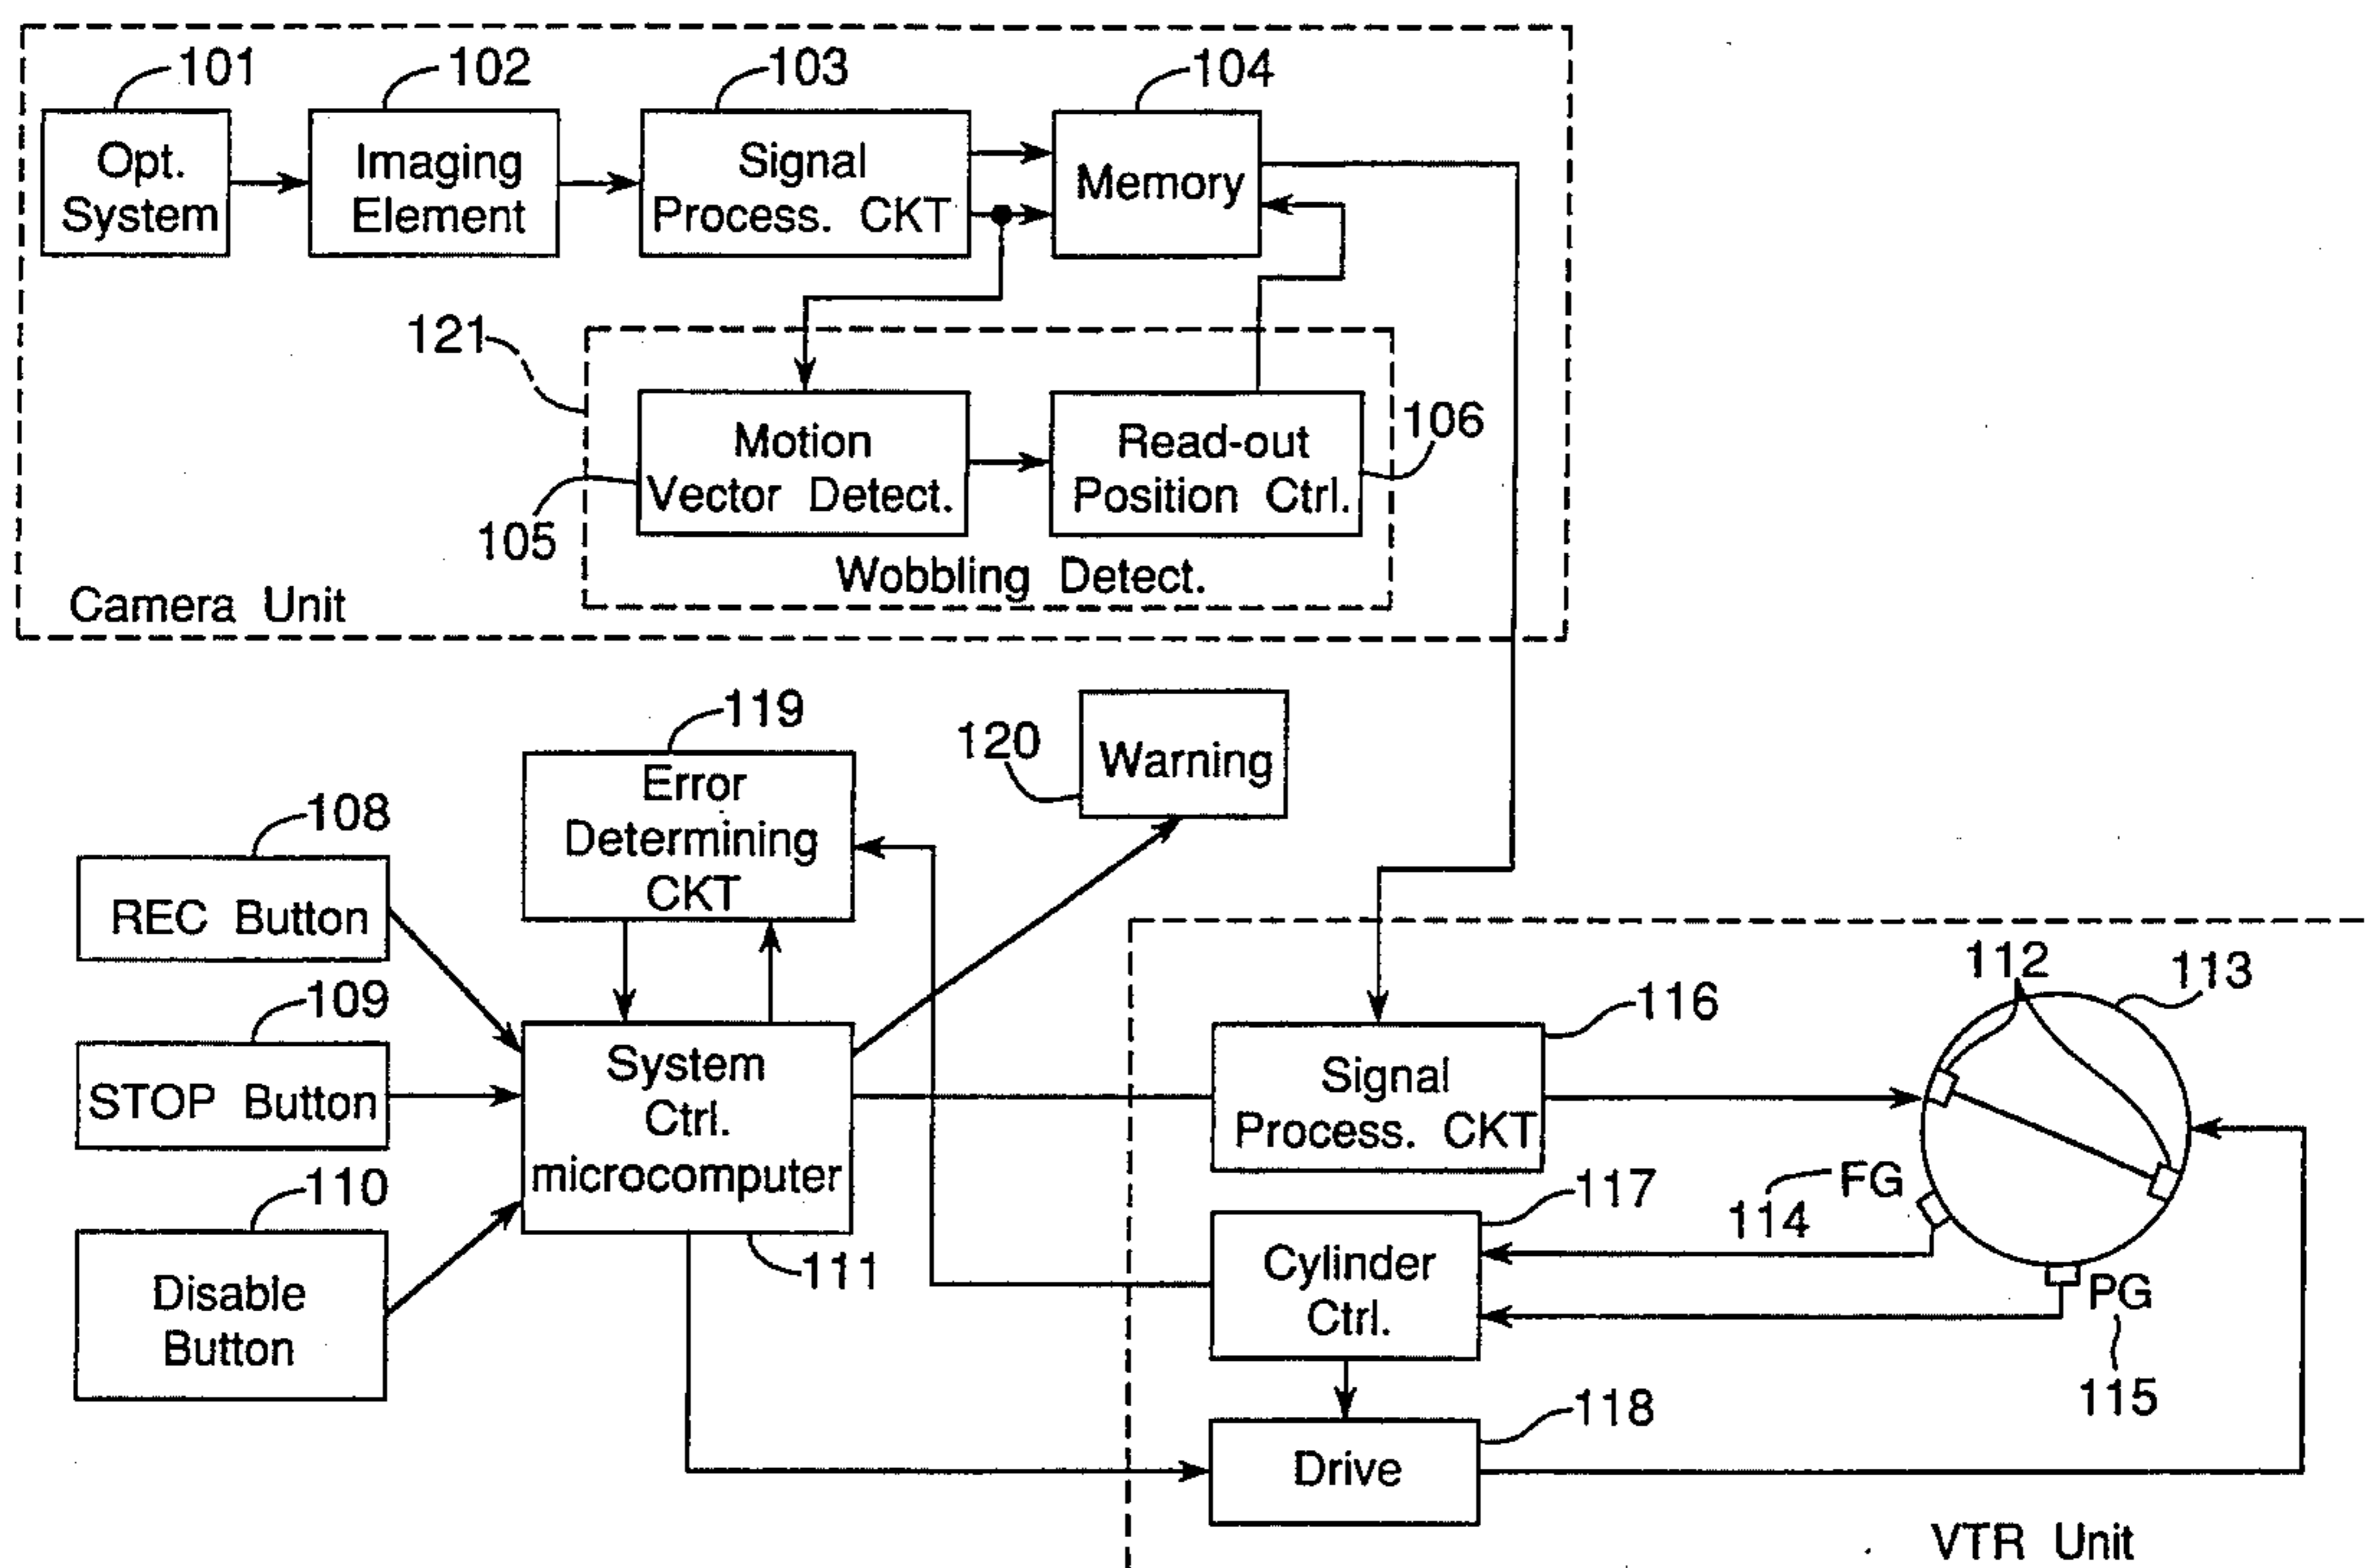 101
102
103
104
Opt.
System
Imaging
Element
Signal
Process. CKT
Memory
121
Motion
Vector Detect.
Read-out
Position Ctrl.
106
105
Wobbling Detect.
Camera Unit
119
120
Warning
Error
Determining
CKT
108
REC Button
109
STOP Button
110
Disable
Button
System
Ctrl.
microcomputer
111
112
113
116
Signal
Process. CKT
FG
114
117
Cylinder
Ctrl.
PG
115
118
Drive
VTR Unit